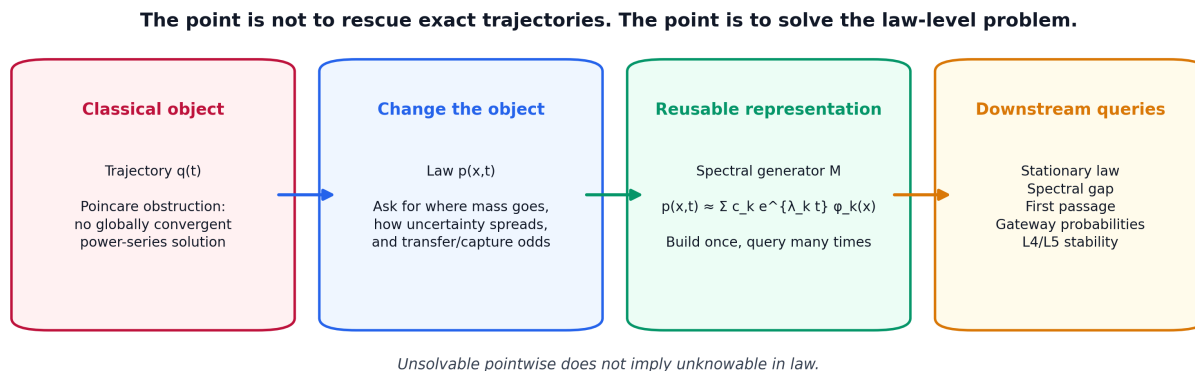 The point is not to rescue exact trajectories. The point is to solve the law-level problem.
Classical object
Trajectory q(t)
Poincare obstruction:
no globally convergent
power-series solution
Change the object
Law p(x,t)
Ask for where mass goes,
how uncertainty spreads,
and transfer/capture odds
Reusable representation
Spectral generator M
p(x,t) ≈ Σ c_k e^{λ_k t} φ_k(x)
Build once, query many times
Downstream queries
Stationary law
Spectral gap
First passage
Gateway probabilities
L4/L5 stability
Unsolvable pointwise does not imply unknowable in law.